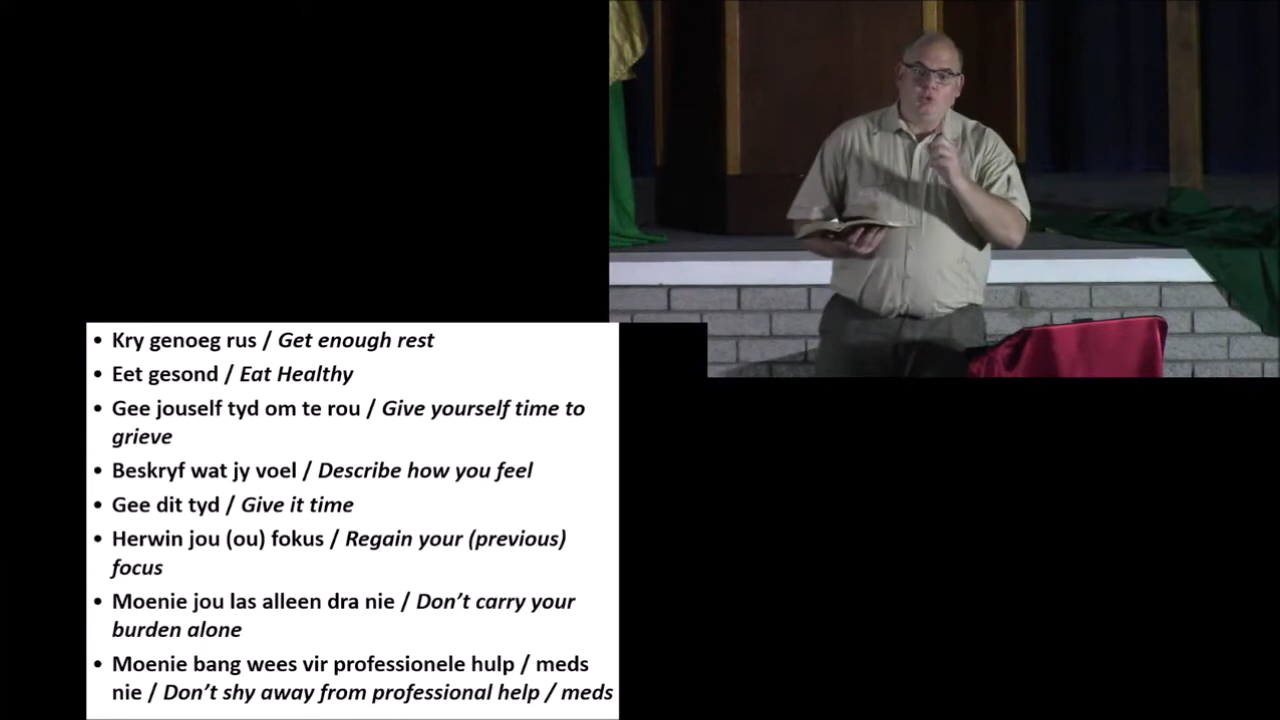 • Kry genoeg rus / Get enough rest
• Eet gesond / Eat Healthy
• Gee jouself tyd om te rou / Give yourself time to
grieve
• Beskryf wat jy voel / Describe how you feel
• Gee dit tyd / Give it time
• Herwin jou (ou) fokus / Regain your (previous)
focus
• Moenie jou las alleen dra nie / Don’t carry your
burden alone
• Moenie bang wees vir professionele hulp / meds
nie / Don’t shy away from professional help / meds